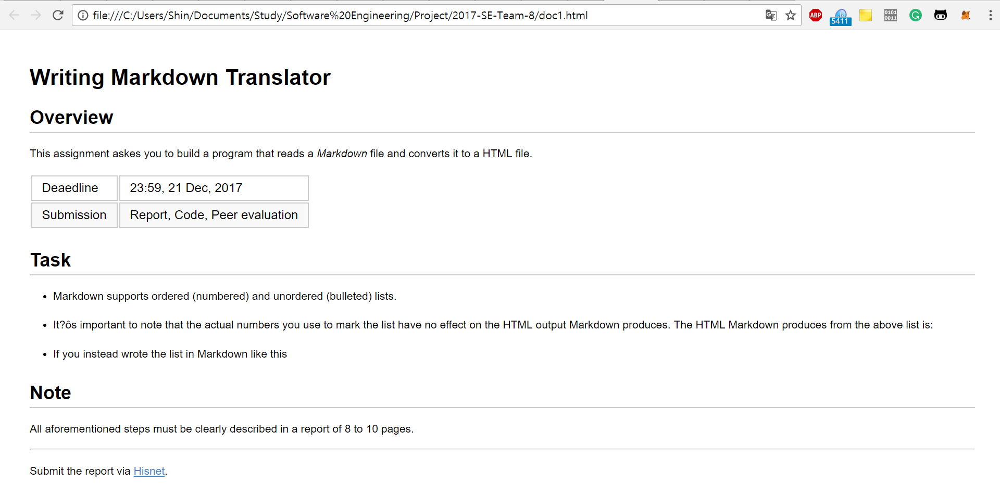 file:///C:/Users/Shin/Documents/Study/Software%20Engineering/Project/2017-SE-Team-8/doc1.html
ABP
5411
0101
0011
G
Writing Markdown Translator
Overview
This assignment askes you to build a program that reads a Markdown file and converts it to a HTML file.
Deaedline 23:59, 21 Dec, 2017
Submission Report, Code, Peer evaluation
Task
• Markdown supports ordered (numbered) and unordered (bulleted) lists.
• It?ôs important to note that the actual numbers you use to mark the list have no effect on the HTML output Markdown produces. The HTML Markdown produces from the above list is:
• If you instead wrote the list in Markdown like this
Note
All aforementioned steps must be clearly described in a report of 8 to 10 pages.
Submit the report via Hisnet.